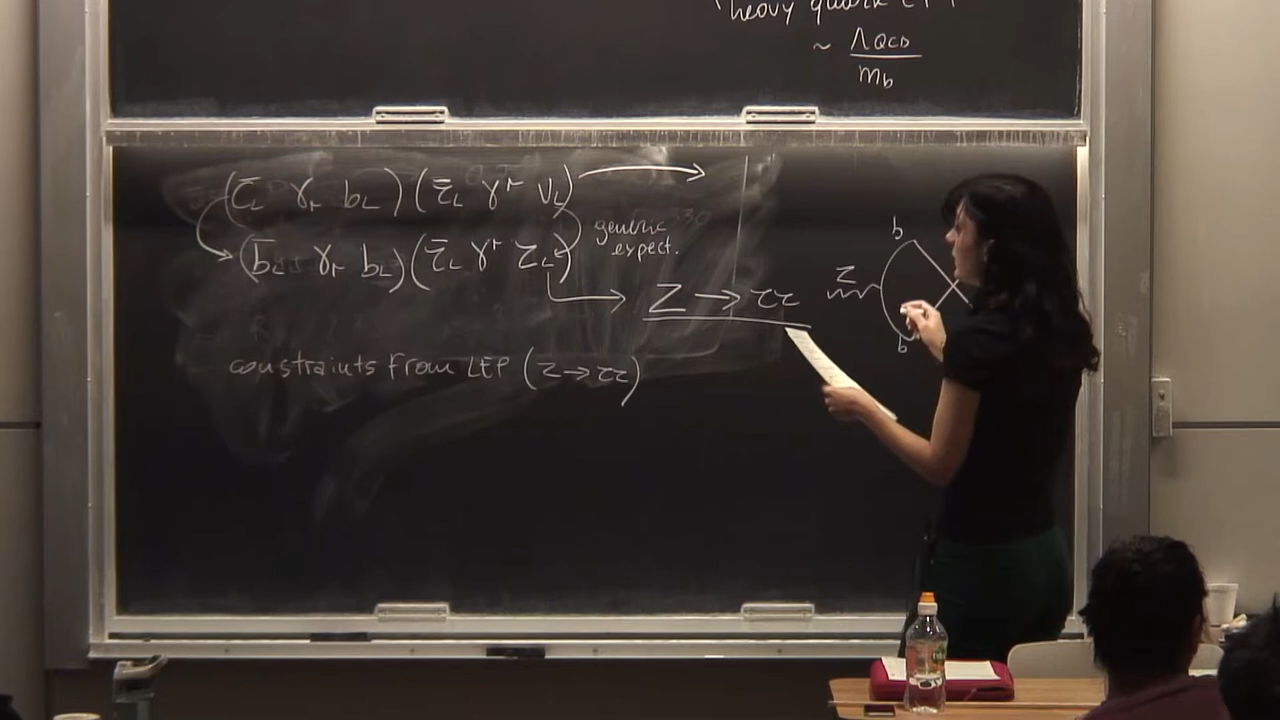 heavy quark EFT
~ ΛQCD / mb
(c̄L γμ bL)(τ̄L γμ νL) →
generic expect.
(b̄L γμ bL)(τ̄L γμ τL)
→ Z → ττ
b
Z
b
constraints from LEP (Z → ττ)